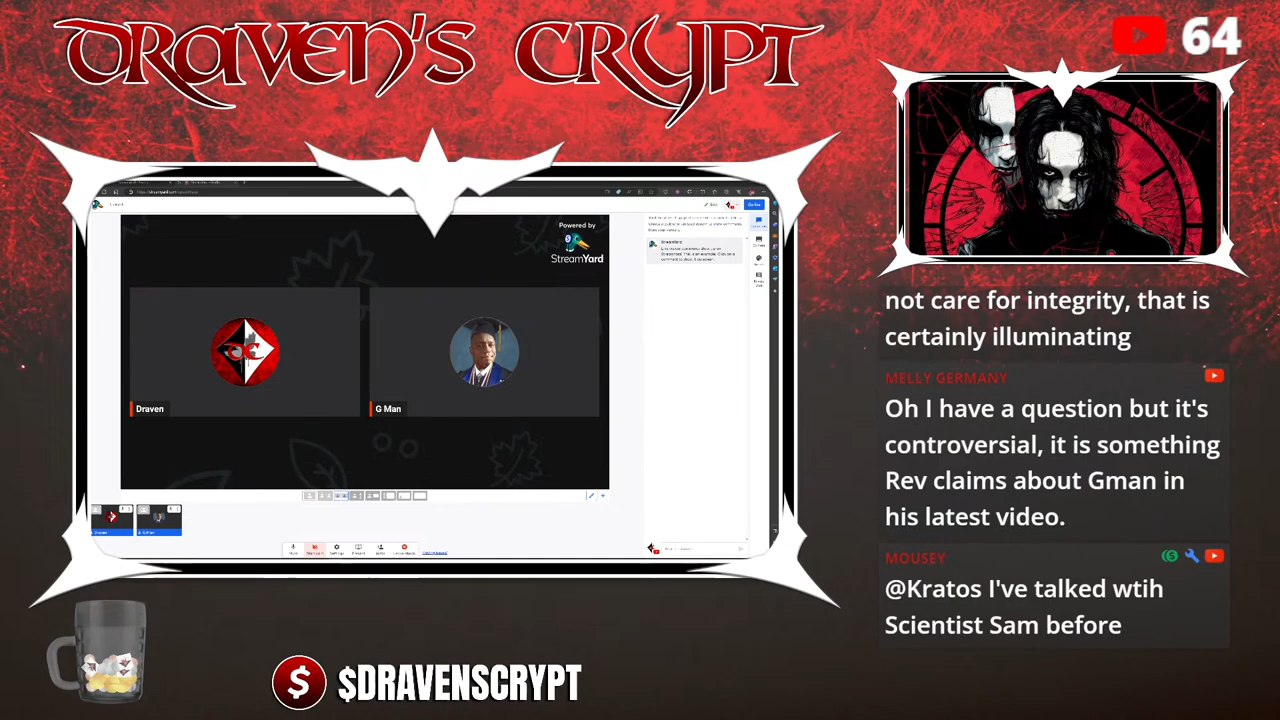 DRAVEN'S CRYPT
64
Powered by
StreamYard
Draven
G Man
not care for integrity, that is
certainly illuminating
MELLY GERMANY
Oh I have a question but it's
controversial, it is something
Rev claims about Gman in
his latest video.
MOUSEY
@Kratos I've talked wtih
Scientist Sam before
$ $DRAVENSCRYPT